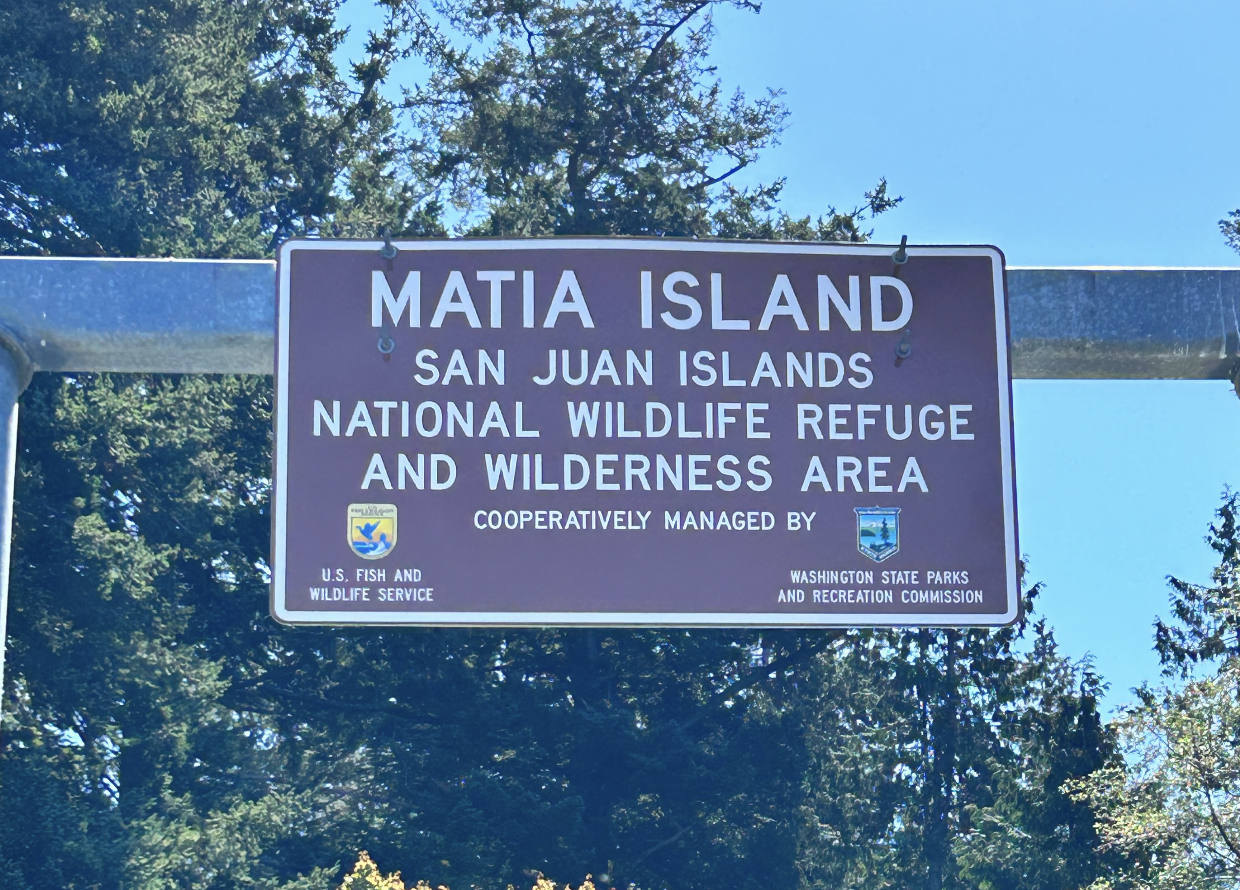 MATIA ISLAND
SAN JUAN ISLANDS
NATIONAL WILDLIFE REFUGE
AND WILDERNESS AREA
COOPERATIVELY MANAGED BY
U.S. FISH AND
WILDLIFE SERVICE
WASHINGTON STATE PARKS
AND RECREATION COMMISSION